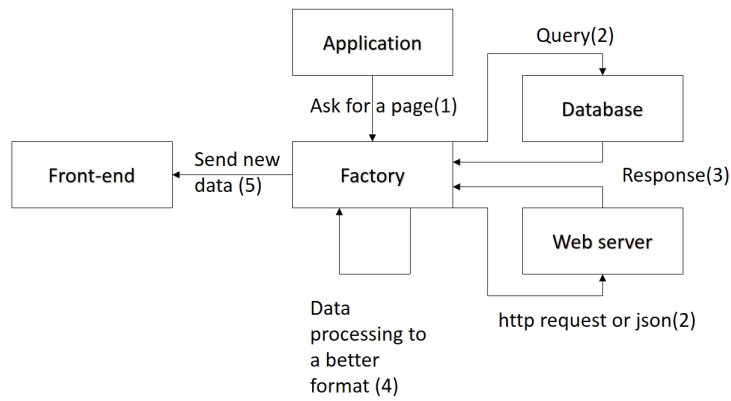 Application
Query(2)
Ask for a page(1)
Database
Front-end
Send new
data (5)
Factory
Response(3)
Web server
Data
processing to
a better
format (4)
http request or json(2)